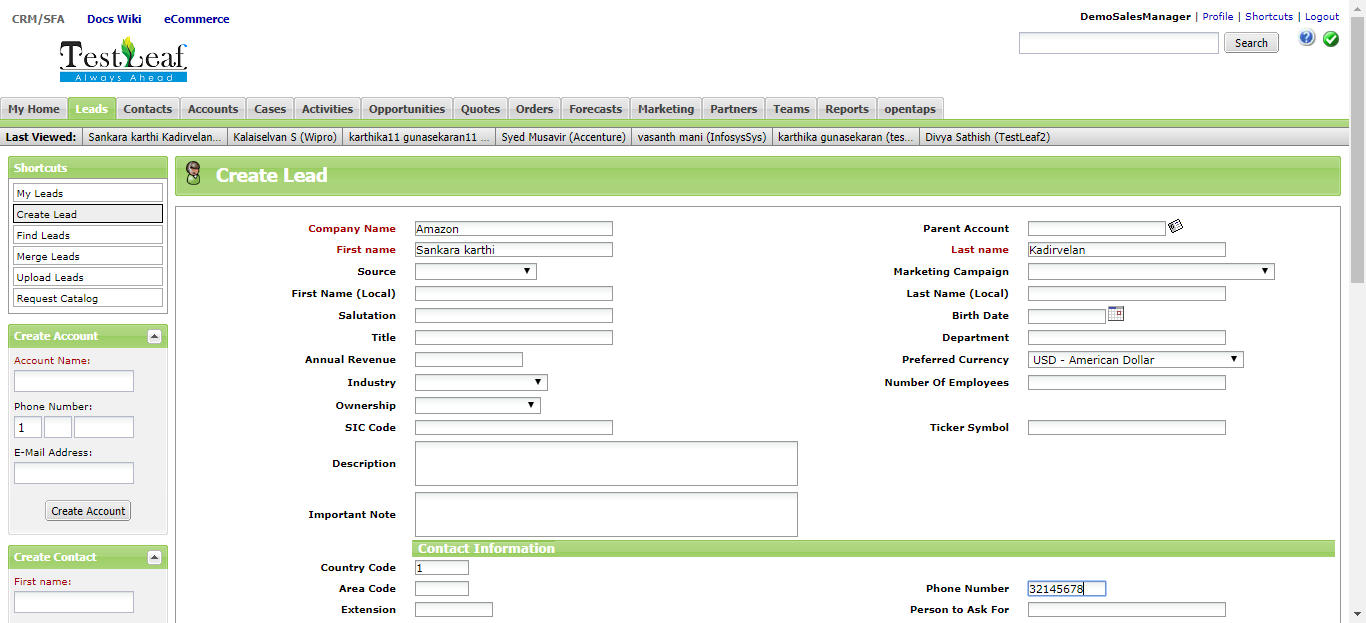 CRM/SFA Docs Wiki eCommerce
DemoSalesManager | Profile | Shortcuts | Logout
Search
TestLeaf
Always Ahead
My Home Leads Contacts Accounts Cases Activities Opportunities Quotes Orders Forecasts Marketing Partners Teams Reports opentaps
Last Viewed: Sankara karthi Kadirvelan... Kalaiselvan S (Wipro) karthika11 gunasekaran11 ... Syed Musavir (Accenture) vasanth mani (InfosysSys) karthika gunasekaran (tes... Divya Sathish (TestLeaf2)
Shortcuts
My Leads
Create Lead
Find Leads
Merge Leads
Upload Leads
Request Catalog
Create Account
Account Name:
Phone Number:
1
E-Mail Address:
Create Account
Create Contact
First name:
Create Lead
Company Name Amazon Parent Account
First name Sankara karthi Last name Kadirvelan
Source Marketing Campaign
First Name (Local) Last Name (Local)
Salutation Birth Date
Title Department
Annual Revenue Preferred Currency USD - American Dollar
Industry Number Of Employees
Ownership
SIC Code Ticker Symbol
Description
Important Note
Contact Information
Country Code 1
Area Code Phone Number 32145678
Extension Person to Ask For